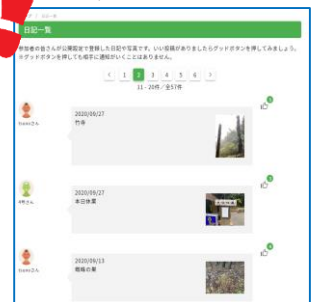 日記一覧
参加者の皆さんが公開設定で登録した日記や写真です。いい投稿がありましたらグッドボタンを押してみましょう。
※グッドボタンを押しても相手に通知がいくことはありません。
< 1 2 3 4 5 6 >
11 - 20件／全57件
2020/09/27
竹寺
2020/09/27
本日休業
2020/09/13